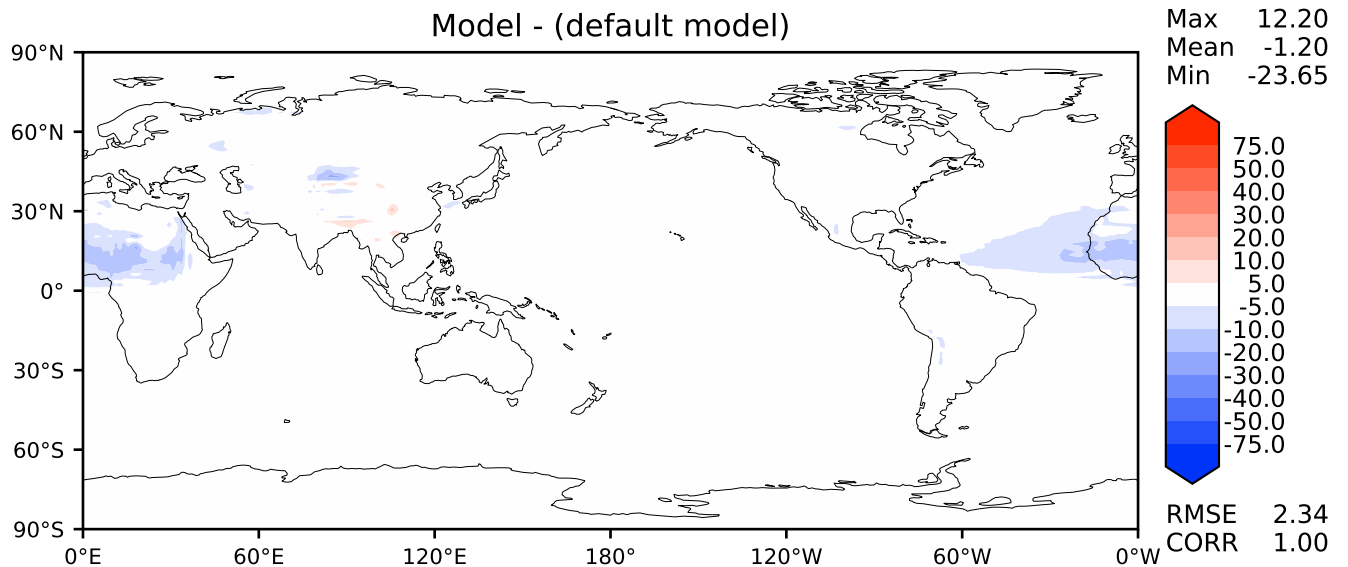 Model - (default model)
Max 12.20
Mean -1.20
Min -23.65
90°N
60°N
30°N
0°
30°S
60°S
90°S
0°E 60°E 120°E 180° 120°W 60°W 0°W
75.0
50.0
40.0
30.0
20.0
10.0
5.0
-5.0
-10.0
-20.0
-30.0
-40.0
-50.0
-75.0
RMSE 2.34
CORR 1.00